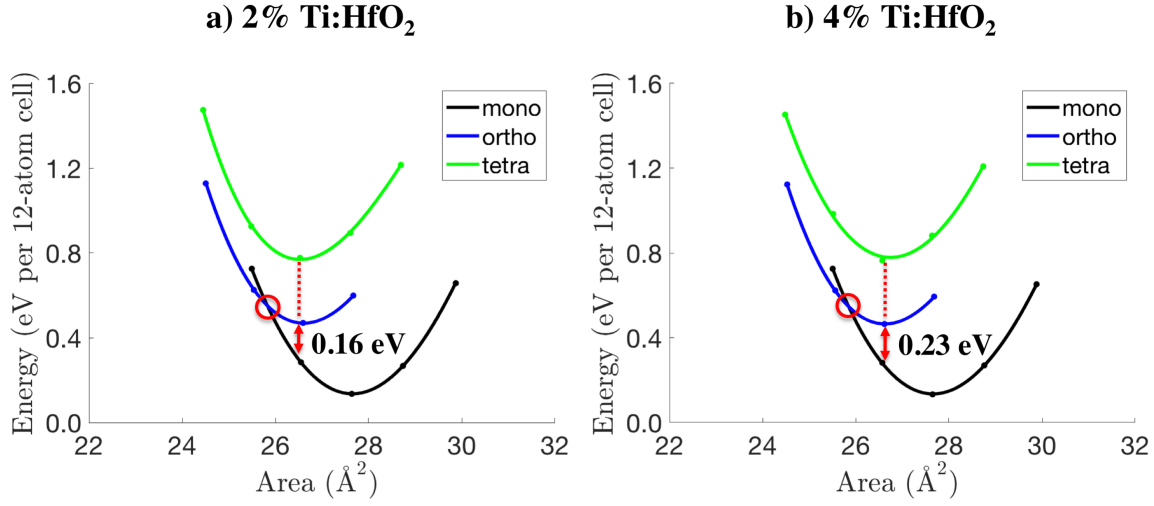 a) 2% Ti:HfO₂
Energy (eV per 12-atom cell)
1.6
1.2
0.8
0.4
0.0
mono
ortho
tetra
0.16 eV
22
24
26
28
30
32
Area (Å²)
b) 4% Ti:HfO₂
Energy (eV per 12-atom cell)
1.6
1.2
0.8
0.4
0.0
mono
ortho
tetra
0.23 eV
22
24
26
28
30
32
Area (Å²)